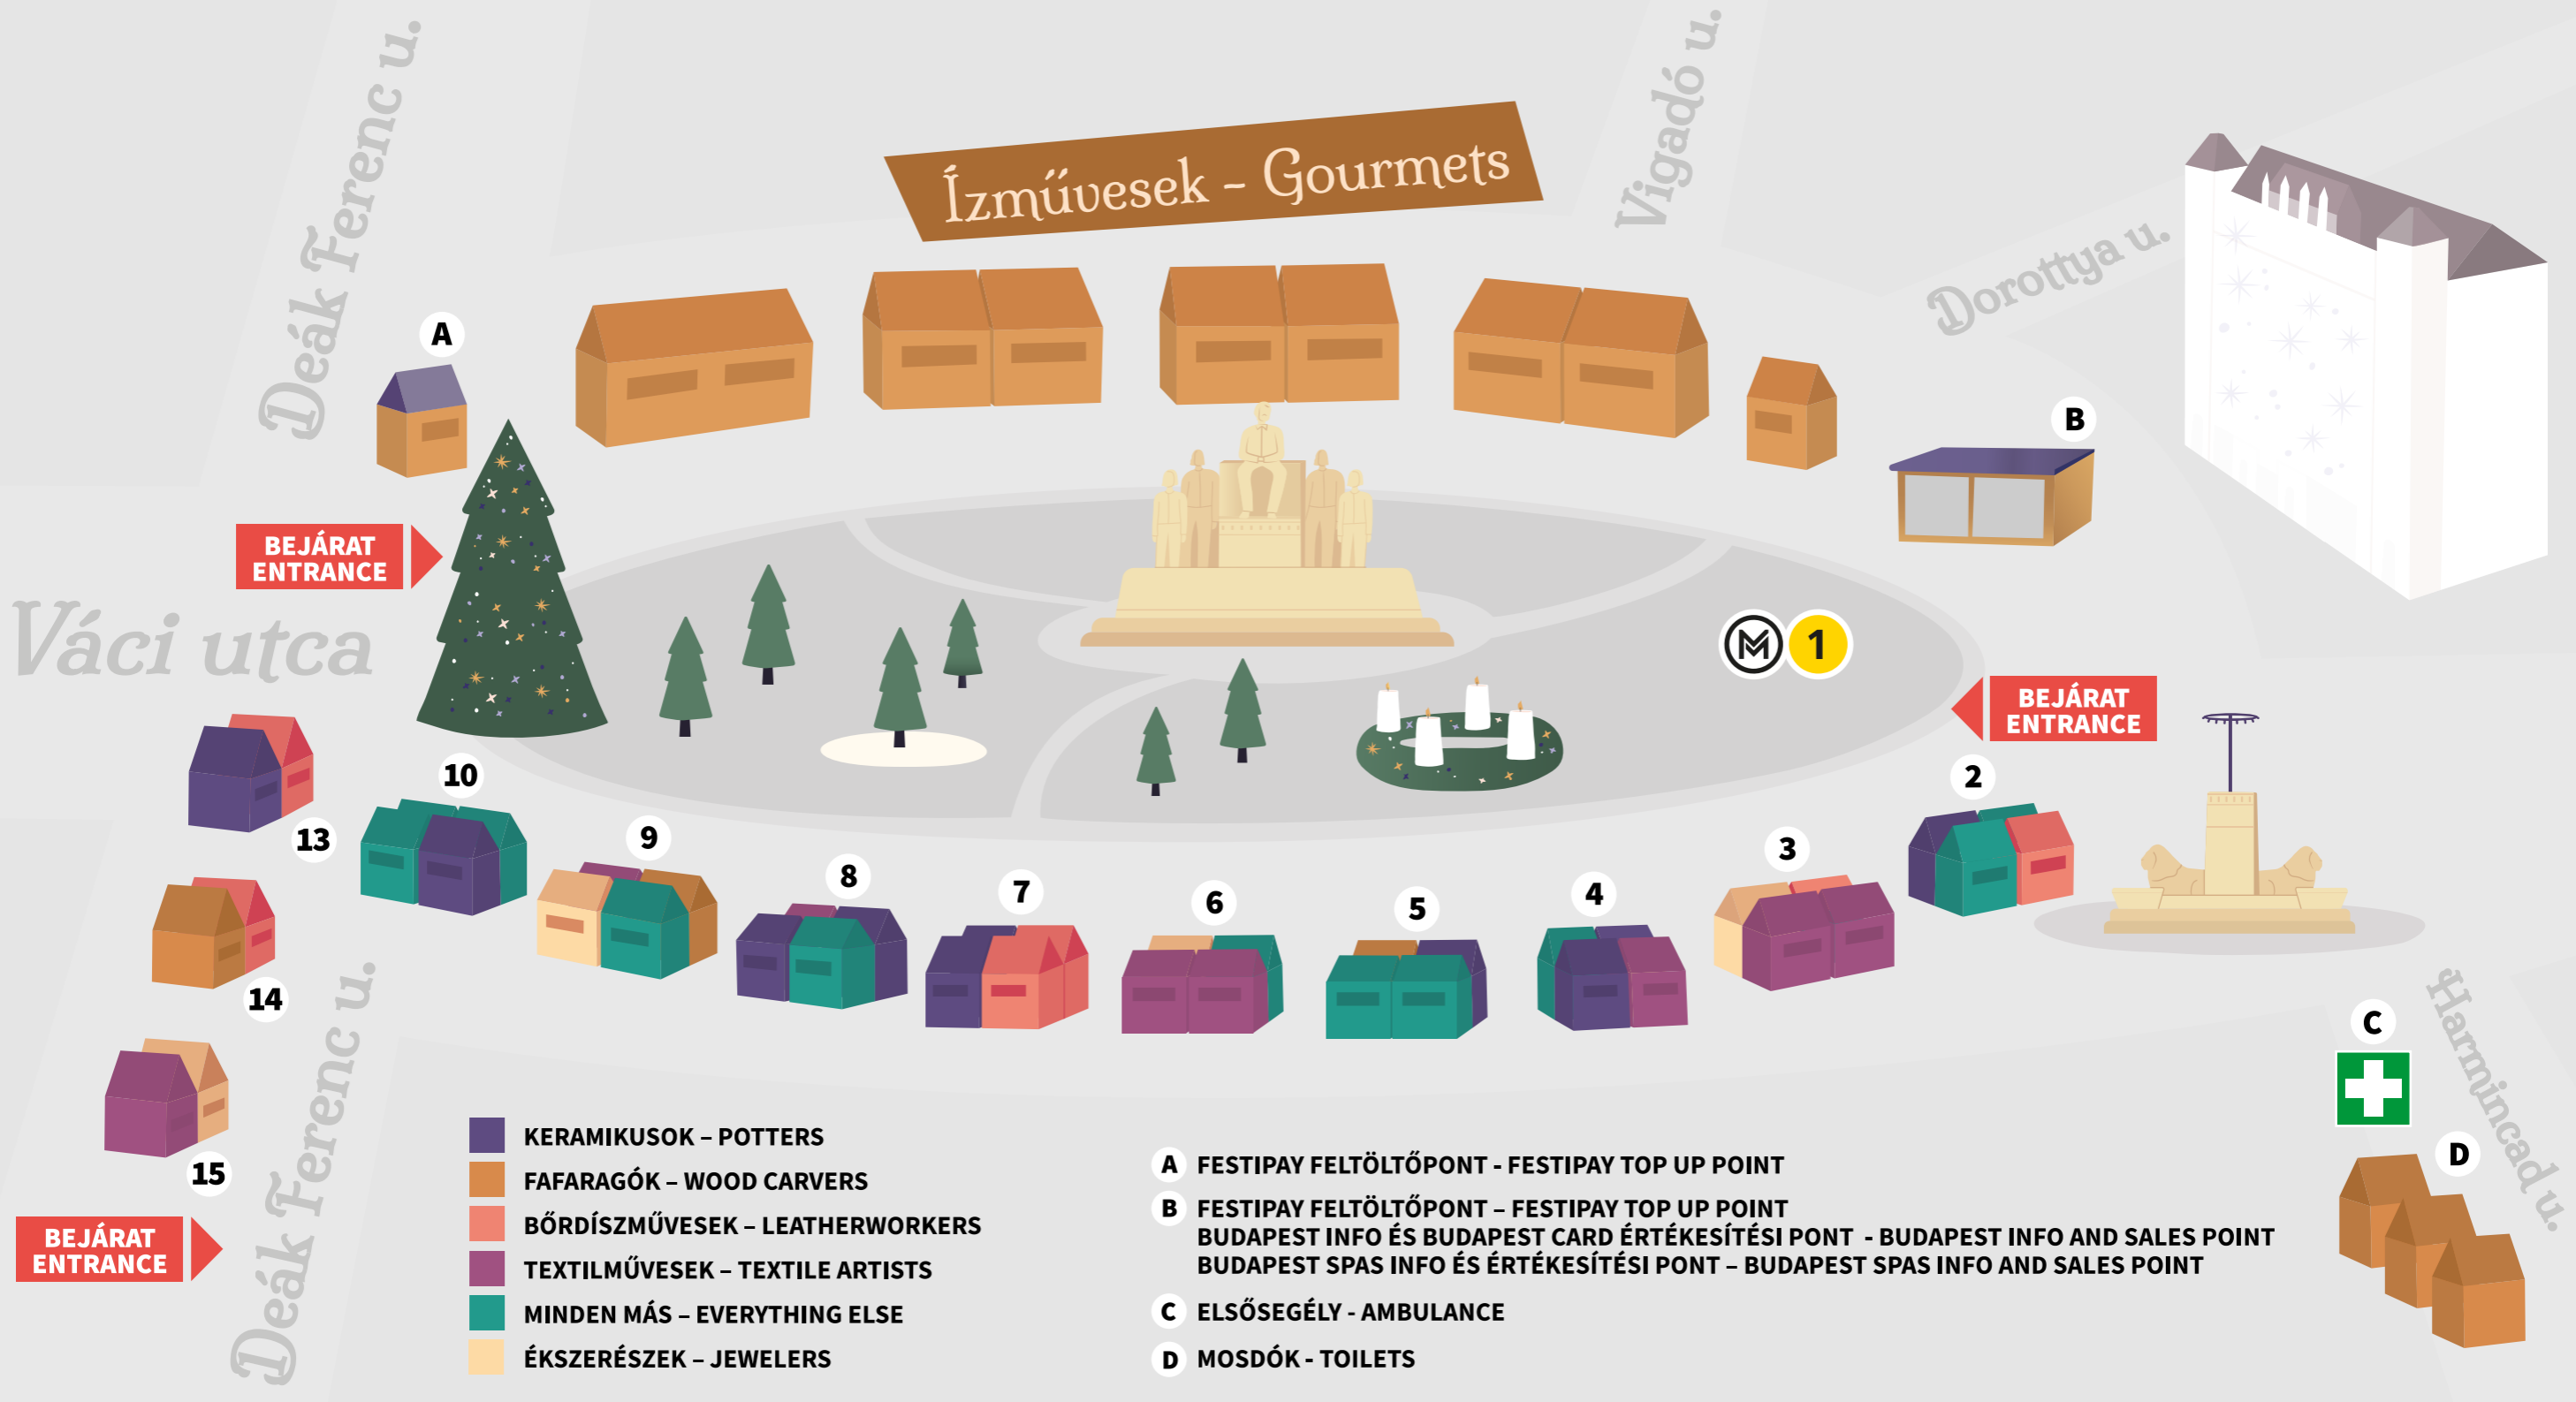 Deák Ferenc u.
Vigadó u.
Ízművesek - Gourmets
Dorottya u.
A
B
BEJÁRAT
ENTRANCE
Váci utca
M 1
BEJÁRAT
ENTRANCE
13
10
9
8
7
6
5
4
3
2
14
15
Deák Ferenc u.
Harmincad u.
C
D
BEJÁRAT
ENTRANCE
KERAMIKUSOK – POTTERS
FAFARAGÓK – WOOD CARVERS
BŐRDÍSZMŰVESEK – LEATHERWORKERS
TEXTILMŰVESEK – TEXTILE ARTISTS
MINDEN MÁS – EVERYTHING ELSE
ÉKSZERÉSZEK – JEWELERS
A FESTIPAY FELTÖLTŐPONT - FESTIPAY TOP UP POINT
B FESTIPAY FELTÖLTŐPONT – FESTIPAY TOP UP POINT
BUDAPEST INFO ÉS BUDAPEST CARD ÉRTÉKESÍTÉSI PONT - BUDAPEST INFO AND SALES POINT
BUDAPEST SPAS INFO ÉS ÉRTÉKESÍTÉSI PONT – BUDAPEST SPAS INFO AND SALES POINT
C ELSŐSEGÉLY - AMBULANCE
D MOSDÓK - TOILETS